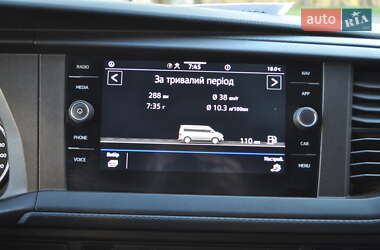 auto RIA
7:45
18.0°C
RADIO
MEDIA
PHONE
VOICE
За тривалий період
288 км
Ø 38 км/г
7:35 г
Ø 10.3 л/100км
110 км
Вибір
Настрой.
NAV
APP
CAR
MENU